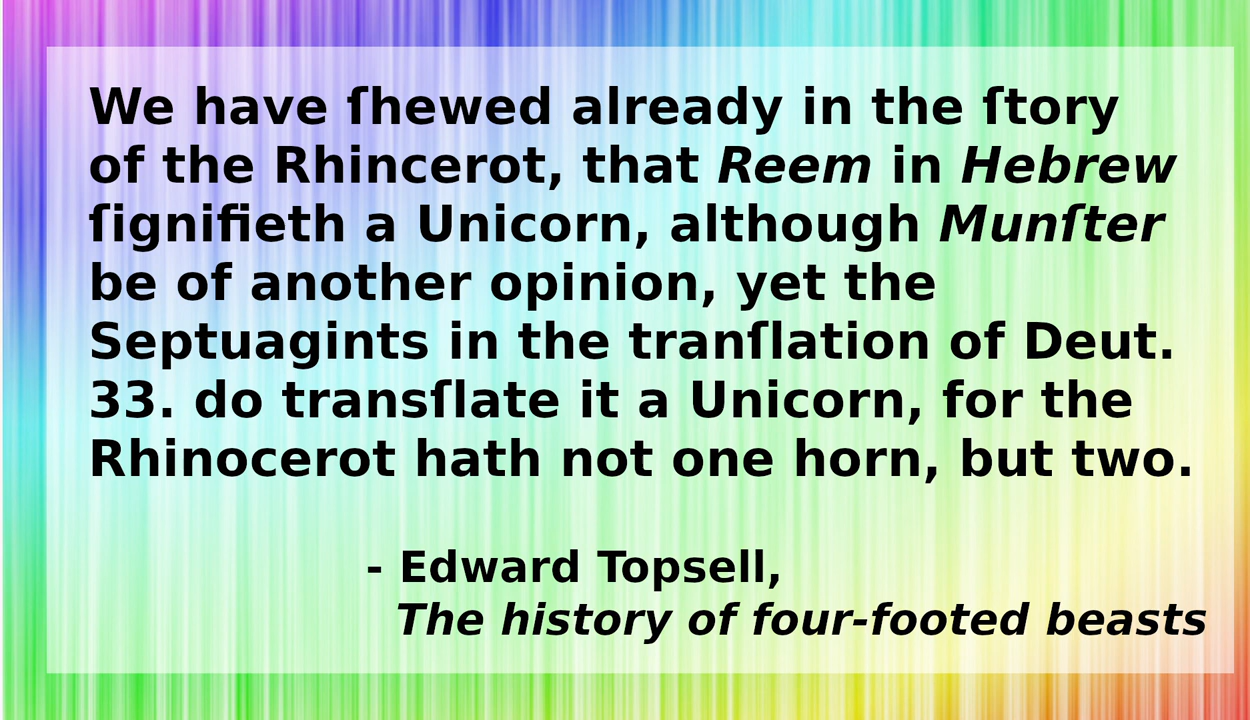 We have ſhewed already in the ſtory
of the Rhincerot, that Reem in Hebrew
ſignifieth a Unicorn, although Munſter
be of another opinion, yet the
Septuagints in the tranſlation of Deut.
33. do transſlate it a Unicorn, for the
Rhinocerot hath not one horn, but two.
- Edward Topsell,
The history of four-footed beasts